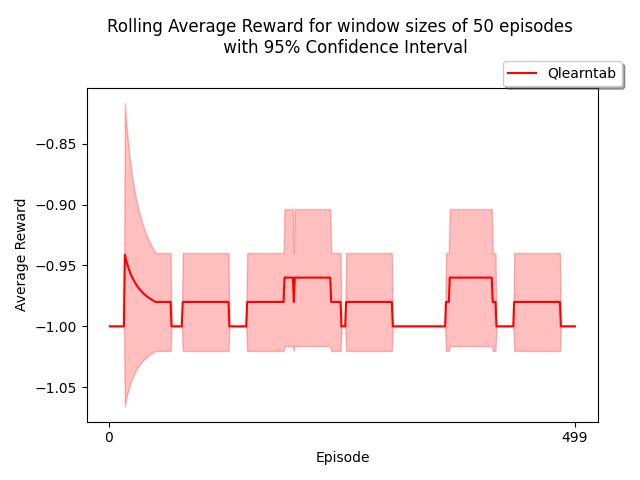 Rolling Average Reward for window sizes of 50 episodes
with 95% Confidence Interval
Qlearntab
−0.85
−0.90
−0.95
−1.00
−1.05
Average Reward
0
499
Episode